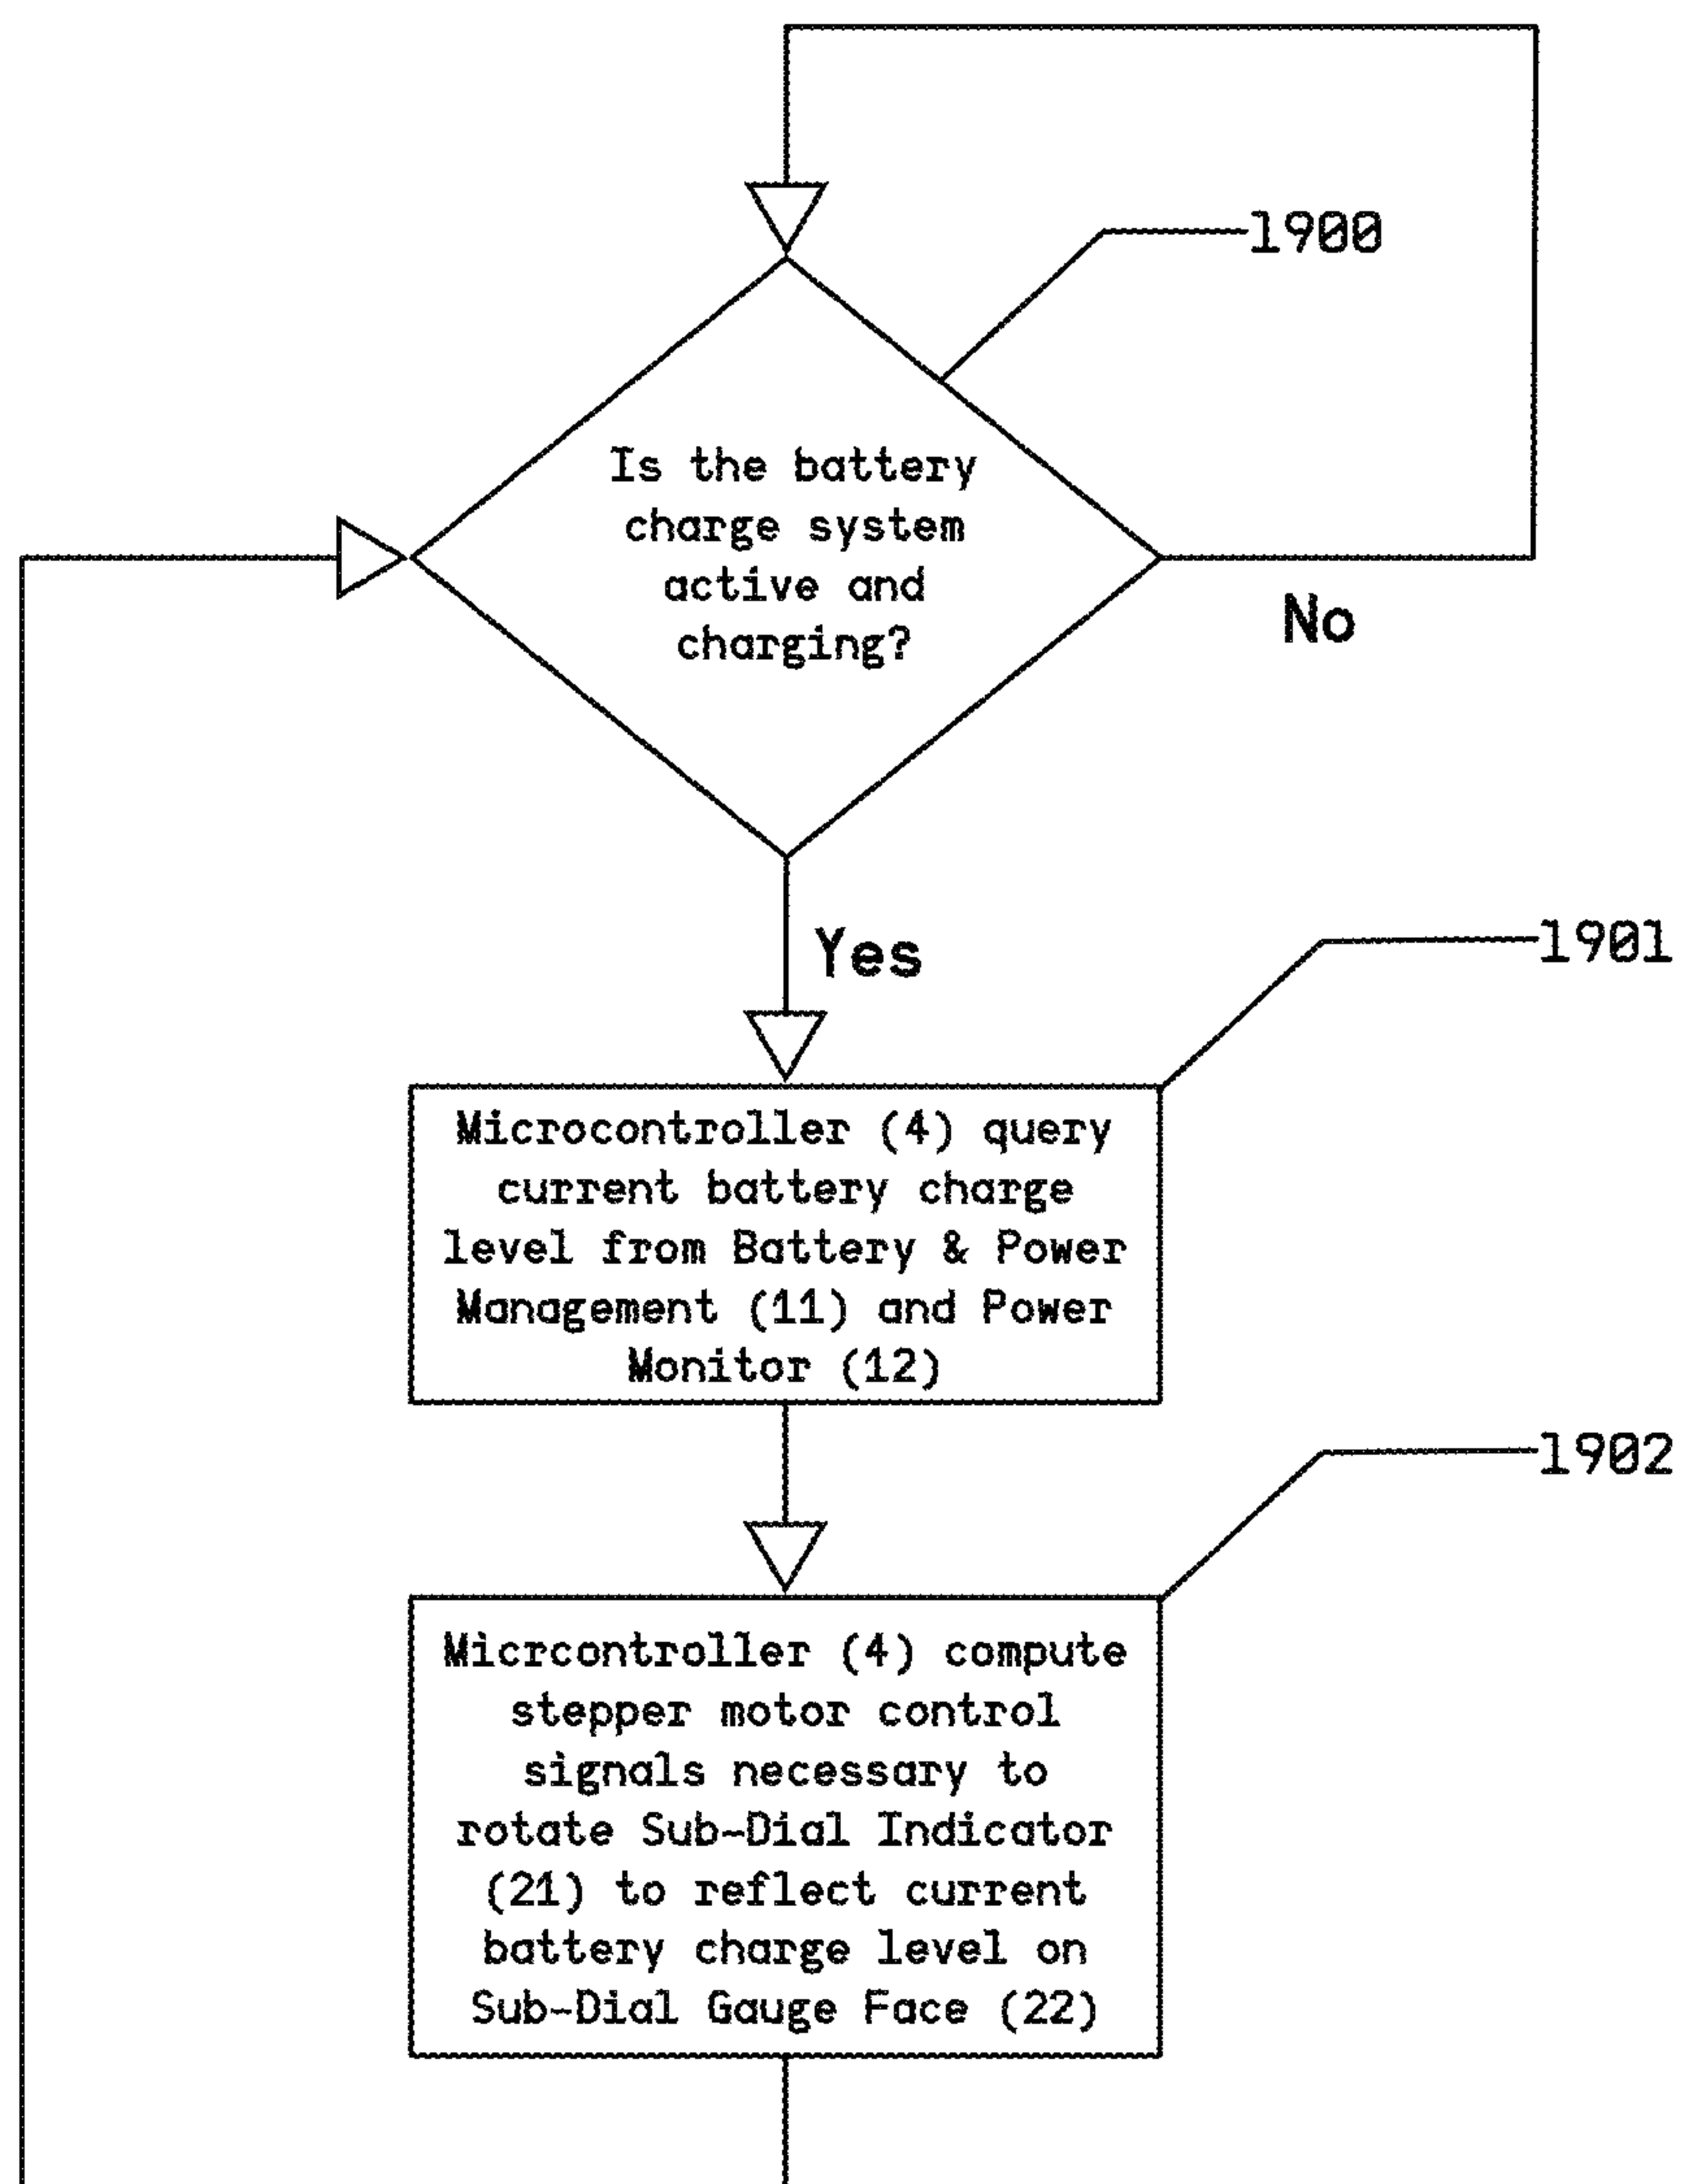 1900
Is the battery
charge system
active and
charging?
No
Yes
1901
Microcontroller (4) query
current battery charge
level from Battery & Power
Management (11) and Power
Monitor (12)
1902
Micrcontroller (4) compute
stepper motor control
signals necessary to
rotate Sub-Dial Indicator
(21) to reflect current
battery charge level on
Sub-Dial Gauge Face (22)